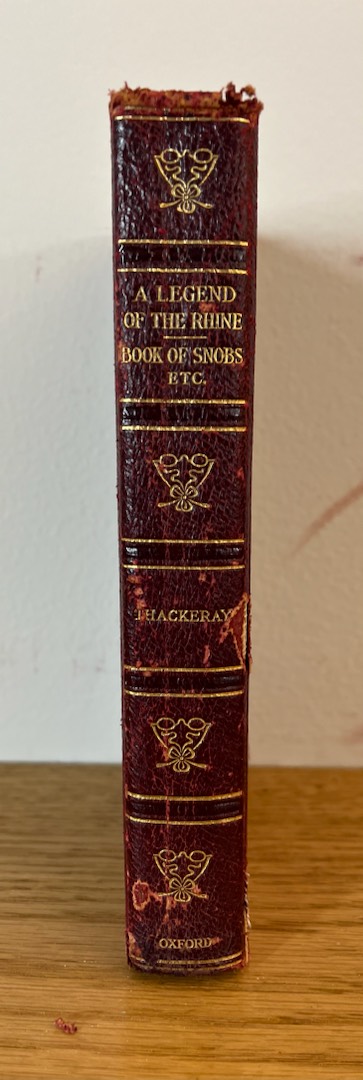 A LEGEND
OF THE RHINE
BOOK OF SNOBS
ETC.
THACKERAY
OXFORD